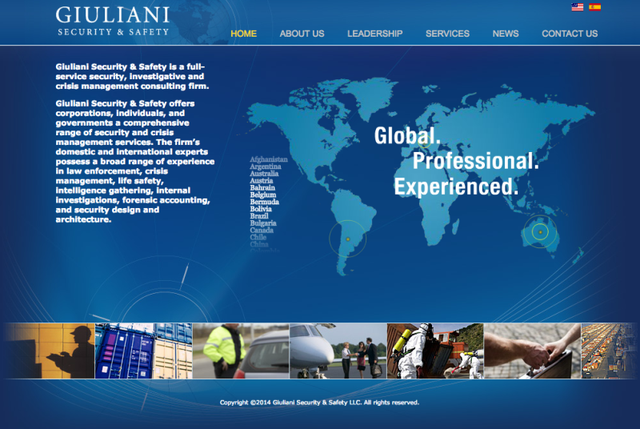 GIULIANI
SECURITY & SAFETY
HOME ABOUT US LEADERSHIP SERVICES NEWS CONTACT US
Giuliani Security & Safety is a full-
service security, investigative and
crisis management consulting firm.
Giuliani Security & Safety offers
corporations, individuals, and
governments a comprehensive
range of security and crisis
management services. The firm's
domestic and international experts
possess a broad range of experience
in law enforcement, crisis
management, life safety,
intelligence gathering, internal
investigations, forensic accounting,
and security design and
architecture.
Global.
Professional.
Experienced.
Afghanistan
Argentina
Australia
Austria
Bahrain
Belgium
Bermuda
Bolivia
Brazil
Bulgaria
Canada
Chile
China
Copyright ©2014 Giuliani Security & Safety LLC. All rights reserved.